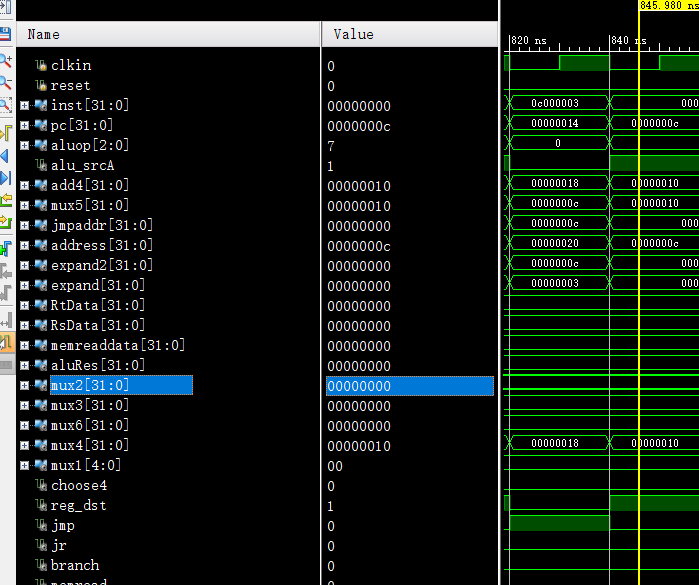 845.980 ns
Name Value 820 ns 840 ns
clkin 0
reset 0
inst[31:0] 00000000 0c000003 000
pc[31:0] 0000000c 00000014 0000000c
aluop[2:0] 7 0
alu_srcA 1
add4[31:0] 00000010 00000018 00000010
mux5[31:0] 00000010 0000000c 00000010
jmpaddr[31:0] 00000000 0000000c 000
address[31:0] 0000000c 00000020 0000000c
expand2[31:0] 00000000 0000000c 000
expand[31:0] 00000000 00000003 000
RtData[31:0] 00000000
RsData[31:0] 00000000
memreaddata[31:0] 00000000
aluRes[31:0] 00000000
mux2[31:0] 00000000
mux3[31:0] 00000000
mux6[31:0] 00000000
mux4[31:0] 00000010 00000018 00000010
mux1[4:0] 00
choose4 0
reg_dst 1
jmp 0
jr 0
branch 0